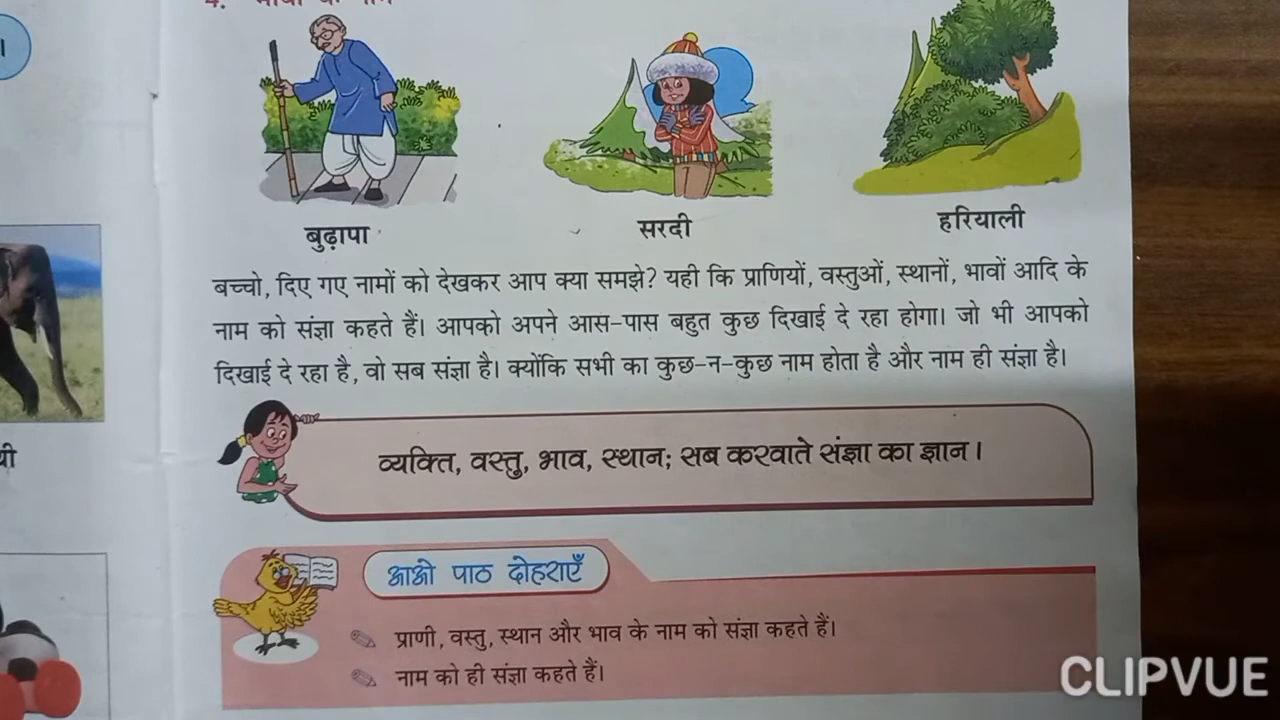 4.
।
बुढ़ापा
सरदी
हरियाली
बच्चो, दिए गए नामों को देखकर आप क्या समझे? यही कि प्राणियों, वस्तुओं, स्थानों, भावों आदि के
नाम को संज्ञा कहते हैं। आपको अपने आस-पास बहुत कुछ दिखाई दे रहा होगा। जो भी आपको
दिखाई दे रहा है, वो सब संज्ञा है। क्योंकि सभी का कुछ-न-कुछ नाम होता है और नाम ही संज्ञा है।
व्यक्ति, वस्तु, भाव, स्थान; सब करवाते संज्ञा का ज्ञान।
आओ पाठ दोहराएँ
प्राणी, वस्तु, स्थान और भाव के नाम को संज्ञा कहते हैं।
नाम को ही संज्ञा कहते हैं।
CLIPVUE